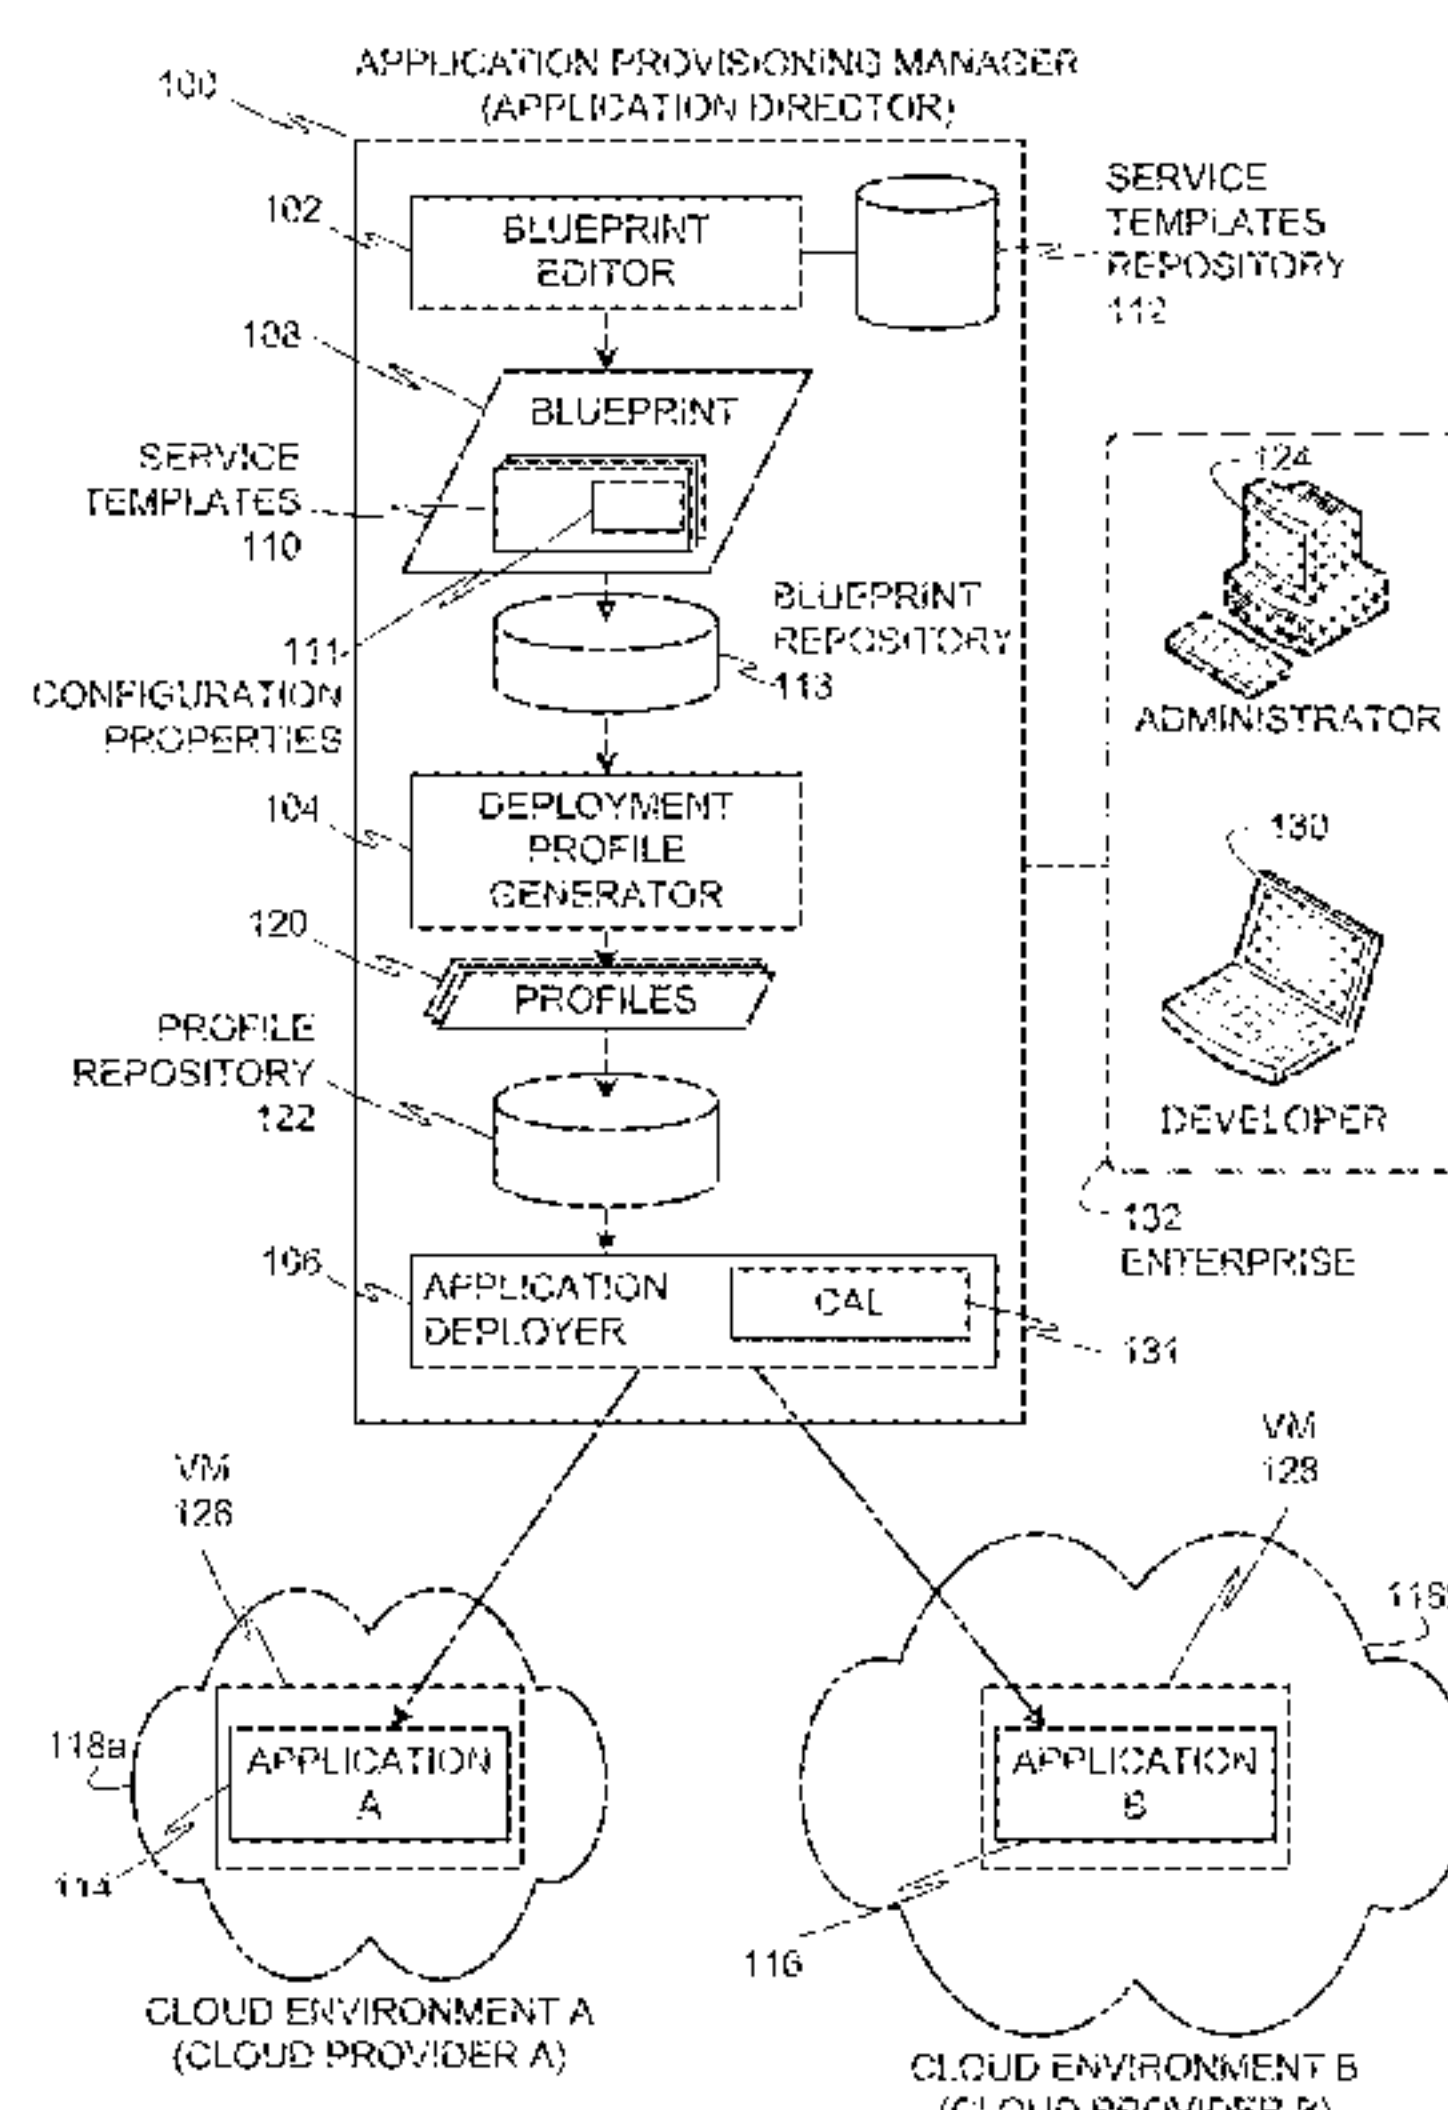 APPLICATION PROVISIONING MANAGER
(APPLICATION DIRECTOR)
100
102
BLUEPRINT
EDITOR
SERVICE
TEMPLATES
REPOSITORY
112
108
BLUEPRINT
SERVICE
TEMPLATES
110
124
BLUEPRINT
REPOSITORY
113
111
CONFIGURATION
PROPERTIES
ADMINISTRATOR
104
DEPLOYMENT
PROFILE
GENERATOR
130
120
PROFILES
PROFILE
REPOSITORY
122
DEVELOPER
132
ENTERPRISE
106
APPLICATION
DEPLOYER
CAL
131
VM
126
VM
128
118a
APPLICATION
A
114
APPLICATION
B
116
CLOUD ENVIRONMENT A
(CLOUD PROVIDER A)
CLOUD ENVIRONMENT B
(CLOUD PROVIDER B)